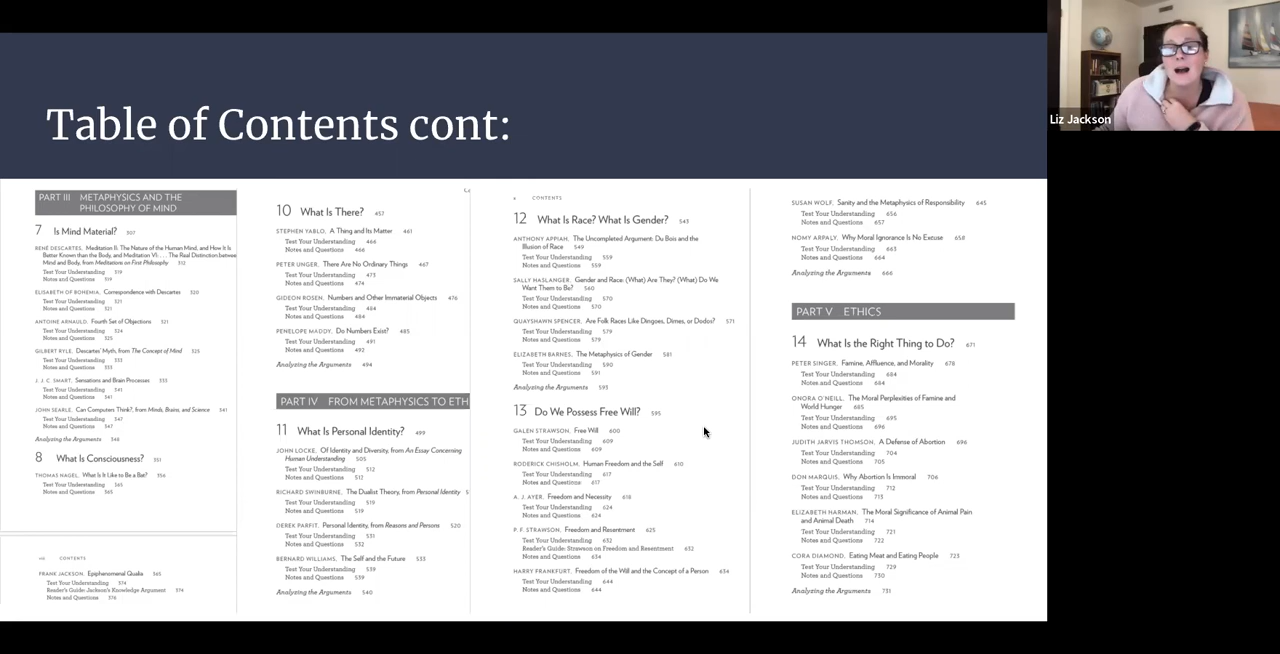 Table of Contents cont:
Liz Jackson
PART III METAPHYSICS AND THE
PHILOSOPHY OF MIND
7 Is Mind Material? 307
RENÉ DESCARTES, Meditation II: The Nature of the Human Mind, and How It Is
Better Known than the Body, and Meditation VI: . . . The Real Distinction between
Mind and Body, from Meditations on First Philosophy 312
Test Your Understanding 319
Notes and Questions 319
ELISABETH OF BOHEMIA, Correspondence with Descartes 320
Test Your Understanding 321
Notes and Questions 321
ANTOINE ARNAULD, Fourth Set of Objections 321
Test Your Understanding 324
Notes and Questions 325
GILBERT RYLE, Descartes' Myth, from The Concept of Mind 325
Test Your Understanding 333
Notes and Questions 333
J. J. C. SMART, Sensations and Brain Processes 333
Test Your Understanding 341
Notes and Questions 341
JOHN SEARLE, Can Computers Think?, from Minds, Brains, and Science 341
Test Your Understanding 347
Notes and Questions 347
Analyzing the Arguments 348
8 What Is Consciousness? 351
THOMAS NAGEL, What Is It Like to Be a Bat? 354
Test Your Understanding 365
Notes and Questions 365
CONTENTS
FRANK JACKSON, Epiphenomenal Qualia 365
Test Your Understanding 374
Reader's Guide: Jackson's Knowledge Argument 374
Notes and Questions 376
10 What Is There? 457
STEPHEN YABLO, A Thing and Its Matter 461
Test Your Understanding 466
Notes and Questions 466
PETER UNGER, There Are No Ordinary Things 467
Test Your Understanding 473
Notes and Questions 474
GIDEON ROSEN, Numbers and Other Immaterial Objects 476
Test Your Understanding 484
Notes and Questions 484
PENELOPE MADDY, Do Numbers Exist? 485
Test Your Understanding 491
Notes and Questions 492
Analyzing the Arguments 494
PART IV FROM METAPHYSICS TO ETH
11 What Is Personal Identity? 499
JOHN LOCKE, Of Identity and Diversity, from An Essay Concerning
Human Understanding 505
Test Your Understanding 512
Notes and Questions 512
RICHARD SWINBURNE, The Dualist Theory, from Personal Identity 5
Test Your Understanding 519
Notes and Questions 519
DEREK PARFIT, Personal Identity, from Reasons and Persons 520
Test Your Understanding 531
Notes and Questions 532
BERNARD WILLIAMS, The Self and the Future 533
Test Your Understanding 539
Notes and Questions 539
Analyzing the Arguments 540
x CONTENTS
12 What Is Race? What Is Gender? 543
ANTHONY APPIAH, The Uncompleted Argument: Du Bois and the
Illusion of Race 549
Test Your Understanding 559
Notes and Questions 559
SALLY HASLANGER, Gender and Race: (What) Are They? (What) Do We
Want Them to Be? 560
Test Your Understanding 570
Notes and Questions 570
QUAYSHAWN SPENCER, Are Folk Races Like Dingoes, Dimes, or Dodos? 571
Test Your Understanding 579
Notes and Questions 579
ELIZABETH BARNES, The Metaphysics of Gender 581
Test Your Understanding 590
Notes and Questions 591
Analyzing the Arguments 593
13 Do We Possess Free Will? 595
GALEN STRAWSON, Free Will 600
Test Your Understanding 609
Notes and Questions 609
RODERICK CHISHOLM, Human Freedom and the Self 610
Test Your Understanding 617
Notes and Questions 617
A. J. AYER, Freedom and Necessity 618
Test Your Understanding 624
Notes and Questions 624
P. F. STRAWSON, Freedom and Resentment 625
Test Your Understanding 632
Reader's Guide: Strawson on Freedom and Resentment 632
Notes and Questions 634
HARRY FRANKFURT, Freedom of the Will and the Concept of a Person 634
Test Your Understanding 644
Notes and Questions 644
SUSAN WOLF, Sanity and the Metaphysics of Responsibility 645
Test Your Understanding 656
Notes and Questions 657
NOMY ARPALY, Why Moral Ignorance Is No Excuse 658
Test Your Understanding 663
Notes and Questions 664
Analyzing the Arguments 666
PART V ETHICS
14 What Is the Right Thing to Do? 671
PETER SINGER, Famine, Affluence, and Morality 678
Test Your Understanding 684
Notes and Questions 684
ONORA O'NEILL, The Moral Perplexities of Famine and
World Hunger 685
Test Your Understanding 695
Notes and Questions 696
JUDITH JARVIS THOMSON, A Defense of Abortion 696
Test Your Understanding 704
Notes and Questions 705
DON MARQUIS, Why Abortion Is Immoral 706
Test Your Understanding 712
Notes and Questions 713
ELIZABETH HARMAN, The Moral Significance of Animal Pain
and Animal Death 714
Test Your Understanding 721
Notes and Questions 722
CORA DIAMOND, Eating Meat and Eating People 723
Test Your Understanding 729
Notes and Questions 730
Analyzing the Arguments 731